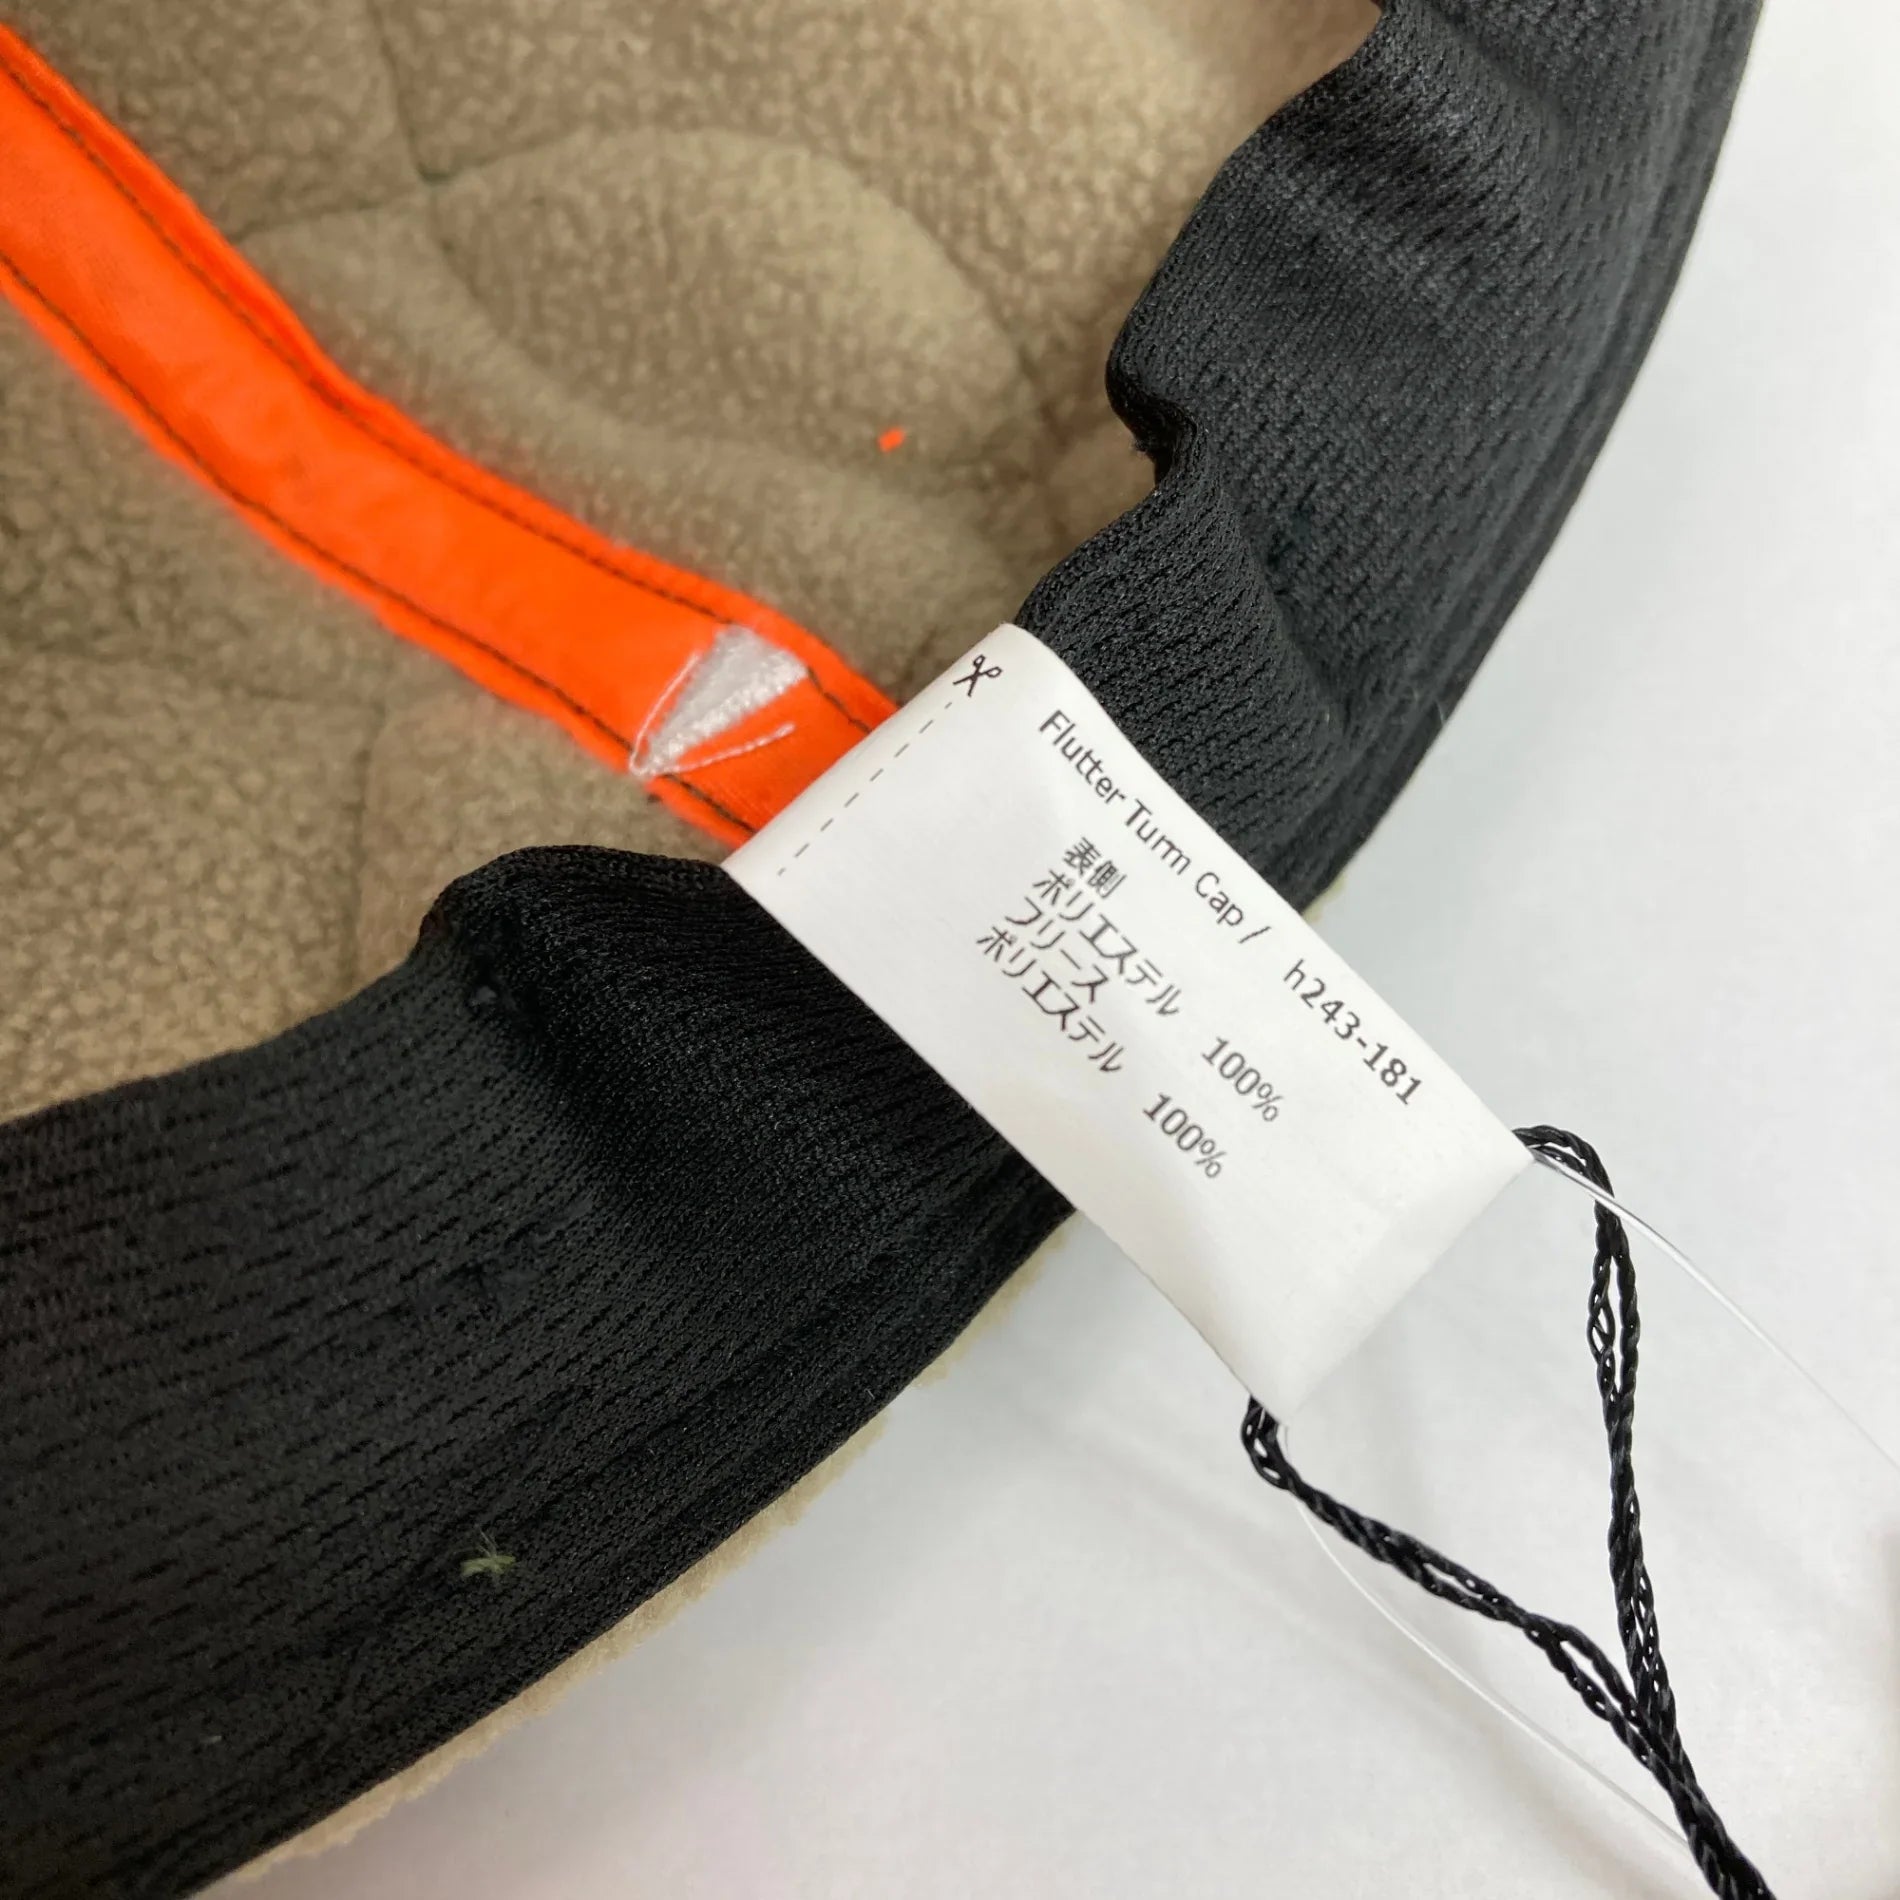 Flutter Turm Cap / h243-181
表側
ポリエステル 100%
フリース
ポリエステル 100%